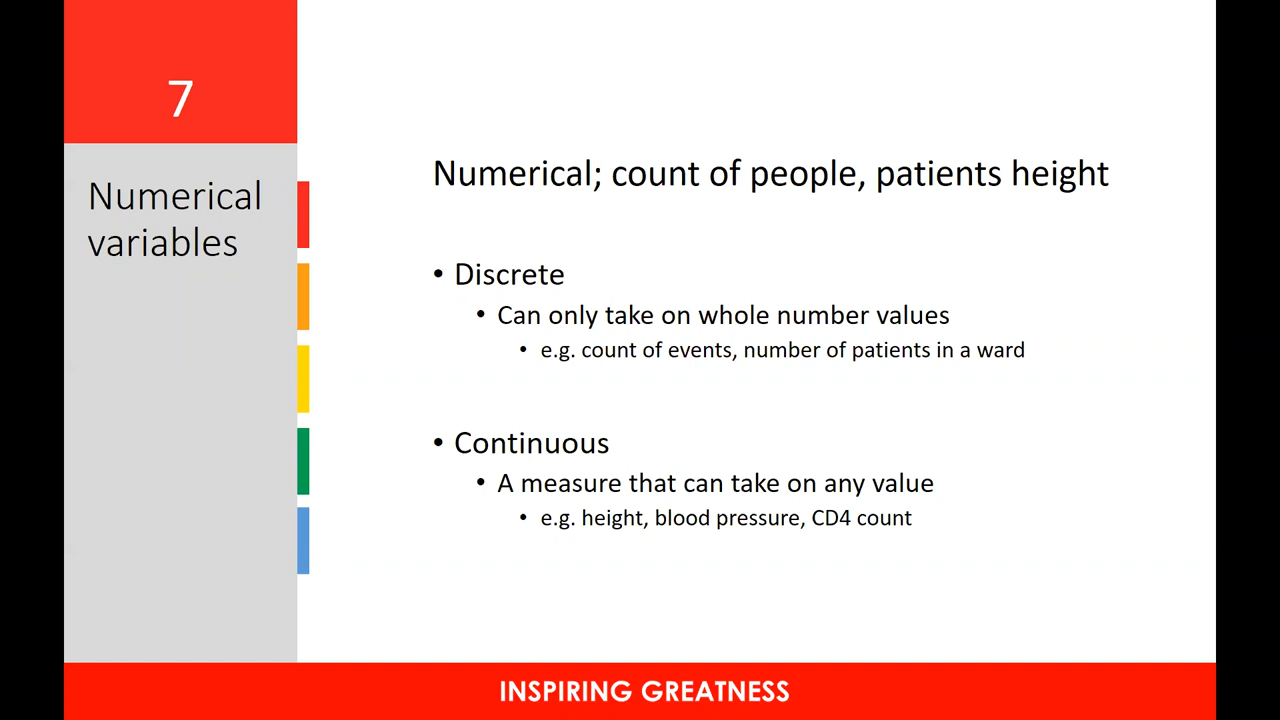 7
Numerical
variables
Numerical; count of people, patients height
• Discrete
• Can only take on whole number values
• e.g. count of events, number of patients in a ward
• Continuous
• A measure that can take on any value
• e.g. height, blood pressure, CD4 count
INSPIRING GREATNESS